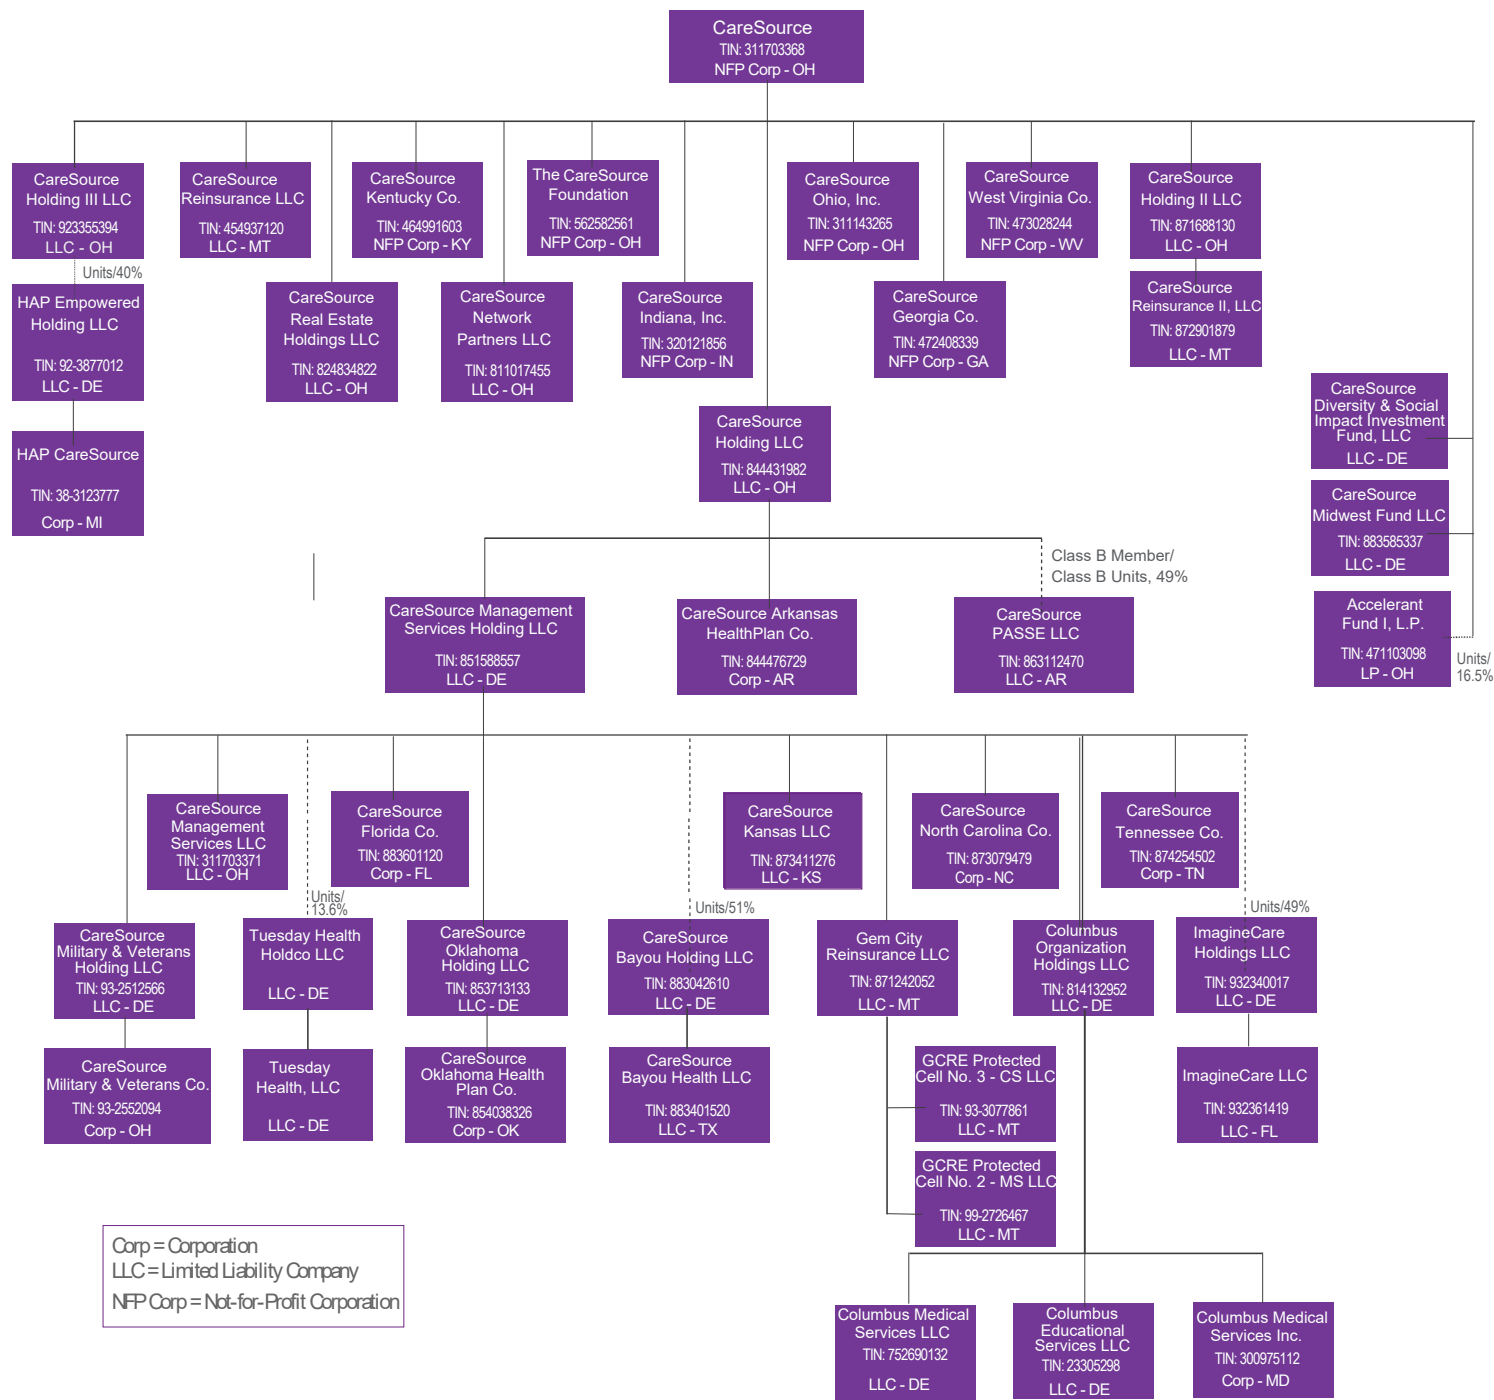 CareSource
TIN: 311703368
NFP Corp - OH
CareSource
Holding III LLC
TIN: 923355394
LLC - OH
CareSource
Reinsurance LLC
TIN: 454937120
LLC - MT
CareSource
Kentucky Co.
TIN: 464991603
NFP Corp - KY
The CareSource
Foundation
TIN: 562582561
NFP Corp - OH
CareSource
Ohio, Inc.
TIN: 311143265
NFP Corp - OH
CareSource
West Virginia Co.
TIN: 473028244
NFP Corp - WV
CareSource
Holding II LLC
TIN: 871688130
LLC - OH
Units/40%
HAP Empowered
Holding LLC
TIN: 92-3877012
LLC - DE
CareSource
Real Estate
Holdings LLC
TIN: 824834822
LLC - OH
CareSource
Network
Partners LLC
TIN: 811017455
LLC - OH
CareSource
Indiana, Inc.
TIN: 320121856
NFP Corp - IN
CareSource
Georgia Co.
TIN: 472408339
NFP Corp - GA
CareSource
Reinsurance II, LLC
TIN: 872901879
LLC - MT
HAP CareSource
TIN: 38-3123777
Corp - MI
CareSource
Holding LLC
TIN: 844431982
LLC - OH
CareSource
Diversity & Social
Impact Investment
Fund, LLC
LLC - DE
CareSource
Midwest Fund LLC
TIN: 883585337
LLC - DE
Class B Member/
Class B Units, 49%
CareSource Management
Services Holding LLC
TIN: 851588557
LLC - DE
CareSource Arkansas
HealthPlan Co.
TIN: 844476729
Corp - AR
CareSource
PASSE LLC
TIN: 863112470
LLC - AR
Accelerant
Fund I, L.P.
TIN: 471103098
LP - OH
Units/
16.5%
CareSource
Management
Services LLC
TIN: 311703371
LLC - OH
CareSource
Florida Co.
TIN: 883601120
Corp - FL
CareSource
Kansas LLC
TIN: 873411276
LLC - KS
CareSource
North Carolina Co.
TIN: 873079479
Corp - NC
CareSource
Tennessee Co.
TIN: 874254502
Corp - TN
Units/
13.6%
Units/51%
Units/49%
CareSource
Military & Veterans
Holding LLC
TIN: 93-2512566
LLC - DE
Tuesday Health
Holdco LLC
LLC - DE
CareSource
Oklahoma
Holding LLC
TIN: 853713133
LLC - DE
CareSource
Bayou Holding LLC
TIN: 883042610
LLC - DE
Gem City
Reinsurance LLC
TIN: 871242052
LLC - MT
Columbus
Organization
Holdings LLC
TIN: 814132952
LLC - DE
ImagineCare
Holdings LLC
TIN: 932340017
LLC - DE
CareSource
Military & Veterans Co.
TIN: 93-2552094
Corp - OH
Tuesday
Health, LLC
LLC - DE
CareSource
Oklahoma Health
Plan Co.
TIN: 854038326
Corp - OK
CareSource
Bayou Health LLC
TIN: 883401520
LLC - TX
GCRE Protected
Cell No. 3 - CS LLC
TIN: 93-3077861
LLC - MT
ImagineCare LLC
TIN: 932361419
LLC - FL
GCRE Protected
Cell No. 2 - MS LLC
TIN: 99-2726467
LLC - MT
Corp = Corporation
LLC = Limited Liability Company
NFP Corp = Not-for-Profit Corporation
Columbus Medical
Services LLC
TIN: 752690132
LLC - DE
Columbus
Educational
Services LLC
TIN: 23305298
LLC - DE
Columbus Medical
Services Inc.
TIN: 300975112
Corp - MD